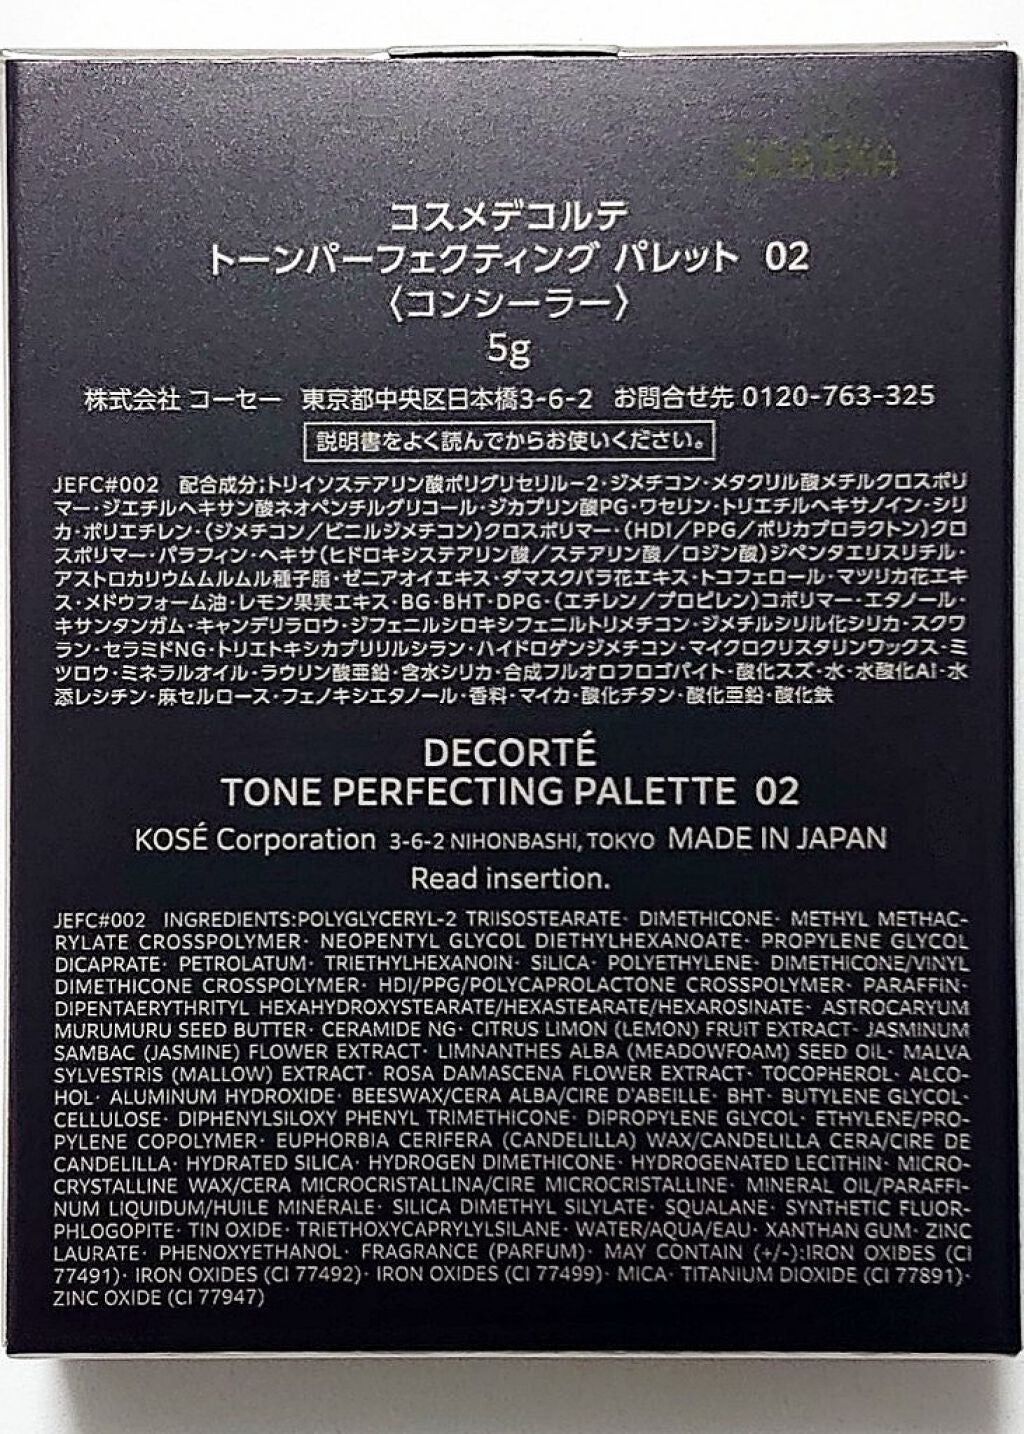 コスメデコルテ
トーンパーフェクティング パレット 02
〈コンシーラー〉
5g
株式会社 コーセー 東京都中央区日本橋3-6-2 お問合せ先 0120-763-325
説明書をよく読んでからお使いください。
JEFC#002 配合成分;トリイソステアリン酸ポリグリセリル-2・ジメチコン・メタクリル酸メチルクロスポリ
マー・ジエチルヘキサン酸ネオペンチルグリコール・ジカプリン酸PG・ワセリン・トリエチルヘキサノイン・シリ
カ・ポリエチレン・(ジメチコン/ビニルジメチコン)クロスポリマー・(HDI/PPG/ポリカプロラクトン)クロ
スポリマー・パラフィン・ヘキサ(ヒドロキシステアリン酸/ステアリン酸/ロジン酸)ジペンタエリスリチル・
アストロカリウムムルムル種子脂・ゼニアオイエキス・ダマスクバラ花エキス・トコフェロール・マツリカ花エキ
ス・メドウフォーム油・レモン果実エキス・BG・BHT・DPG・(エチレン/プロピレン)コポリマー・エタノール・
キサンタンガム・キャンデリラロウ・ジフェニルシロキシフェニルトリメチコン・ジメチルシリル化シリカ・スクワ
ラン・セラミドNG・トリエトキシカプリリルシラン・ハイドロゲンジメチコン・マイクロクリスタリンワックス・ミ
ツロウ・ミネラルオイル・ラウリン酸亜鉛・含水シリカ・合成フルオロフロゴパイト・酸化スズ・水・水酸化Al・水
添レシチン・麻セルロース・フェノキシエタノール・香料・マイカ・酸化チタン・酸化亜鉛・酸化鉄
DECORTÉ
TONE PERFECTING PALETTE 02
KOSÉ Corporation 3-6-2 NIHONBASHI, TOKYO MADE IN JAPAN
Read insertion.
JEFC#002 INGREDIENTS:POLYGLYCERYL-2 TRIISOSTEARATE· DIMETHICONE· METHYL METHAC-
RYLATE CROSSPOLYMER· NEOPENTYL GLYCOL DIETHYLHEXANOATE· PROPYLENE GLYCOL
DICAPRATE· PETROLATUM· TRIETHYLHEXANOIN· SILICA· POLYETHYLENE· DIMETHICONE/VINYL
DIMETHICONE CROSSPOLYMER· HDI/PPG/POLYCAPROLACTONE CROSSPOLYMER· PARAFFIN·
DIPENTAERYTHRITYL HEXAHYDROXYSTEARATE/HEXASTEARATE/HEXAROSINATE· ASTROCARYUM
MURUMURU SEED BUTTER· CERAMIDE NG· CITRUS LIMON (LEMON) FRUIT EXTRACT· JASMINUM
SAMBAC (JASMINE) FLOWER EXTRACT· LIMNANTHES ALBA (MEADOWFOAM) SEED OIL· MALVA
SYLVESTRIS (MALLOW) EXTRACT· ROSA DAMASCENA FLOWER EXTRACT· TOCOPHEROL· ALCO-
HOL· ALUMINUM HYDROXIDE· BEESWAX/CERA ALBA/CIRE D'ABEILLE· BHT· BUTYLENE GLYCOL·
CELLULOSE· DIPHENYLSILOXY PHENYL TRIMETHICONE· DIPROPYLENE GLYCOL· ETHYLENE/PRO-
PYLENE COPOLYMER· EUPHORBIA CERIFERA (CANDELILLA) WAX/CANDELILLA CERA/CIRE DE
CANDELILLA· HYDRATED SILICA· HYDROGEN DIMETHICONE· HYDROGENATED LECITHIN· MICRO-
CRYSTALLINE WAX/CERA MICROCRISTALLINA/CIRE MICROCRISTALLINE· MINERAL OIL/PARAFFI-
NUM LIQUIDUM/HUILE MINÉRALE· SILICA DIMETHYL SILYLATE· SQUALANE· SYNTHETIC FLUOR-
PHLOGOPITE· TIN OXIDE· TRIETHOXYCAPRYLYLSILANE· WATER/AQUA/EAU· XANTHAN GUM· ZINC
LAURATE· PHENOXYETHANOL· FRAGRANCE (PARFUM)· MAY CONTAIN (+/-):IRON OXIDES (CI
77491)· IRON OXIDES (CI 77492)· IRON OXIDES (CI 77499)· MICA· TITANIUM DIOXIDE (CI 77891)·
ZINC OXIDE (CI 77947)